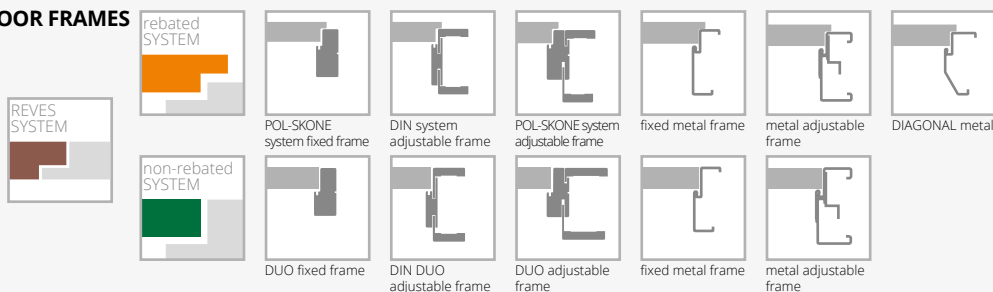 OOR FRAMES
rebated
SYSTEM
REVES
SYSTEM
POL-SKONE
system fixed frame
DIN system
adjustable frame
POL-SKONE system
adjustable frame
fixed metal frame
metal adjustable
frame
DIAGONAL metal
non-rebated
SYSTEM
DUO fixed frame
DIN DUO
adjustable frame
DUO adjustable
frame
fixed metal frame
metal adjustable
frame